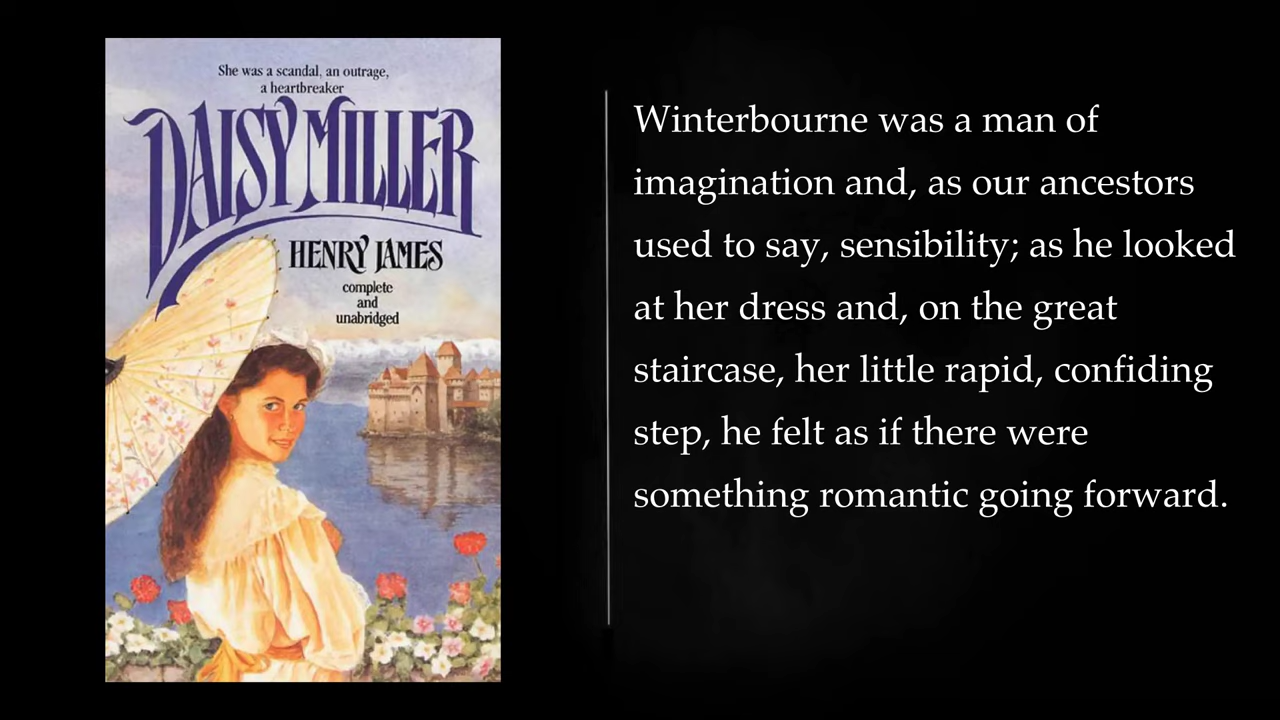 She was a scandal, an outrage,
a heartbreaker
DAISY MILLER
HENRY JAMES
complete
and
unabridged
Winterbourne was a man of
imagination and, as our ancestors
used to say, sensibility; as he looked
at her dress and, on the great
staircase, her little rapid, confiding
step, he felt as if there were
something romantic going forward.